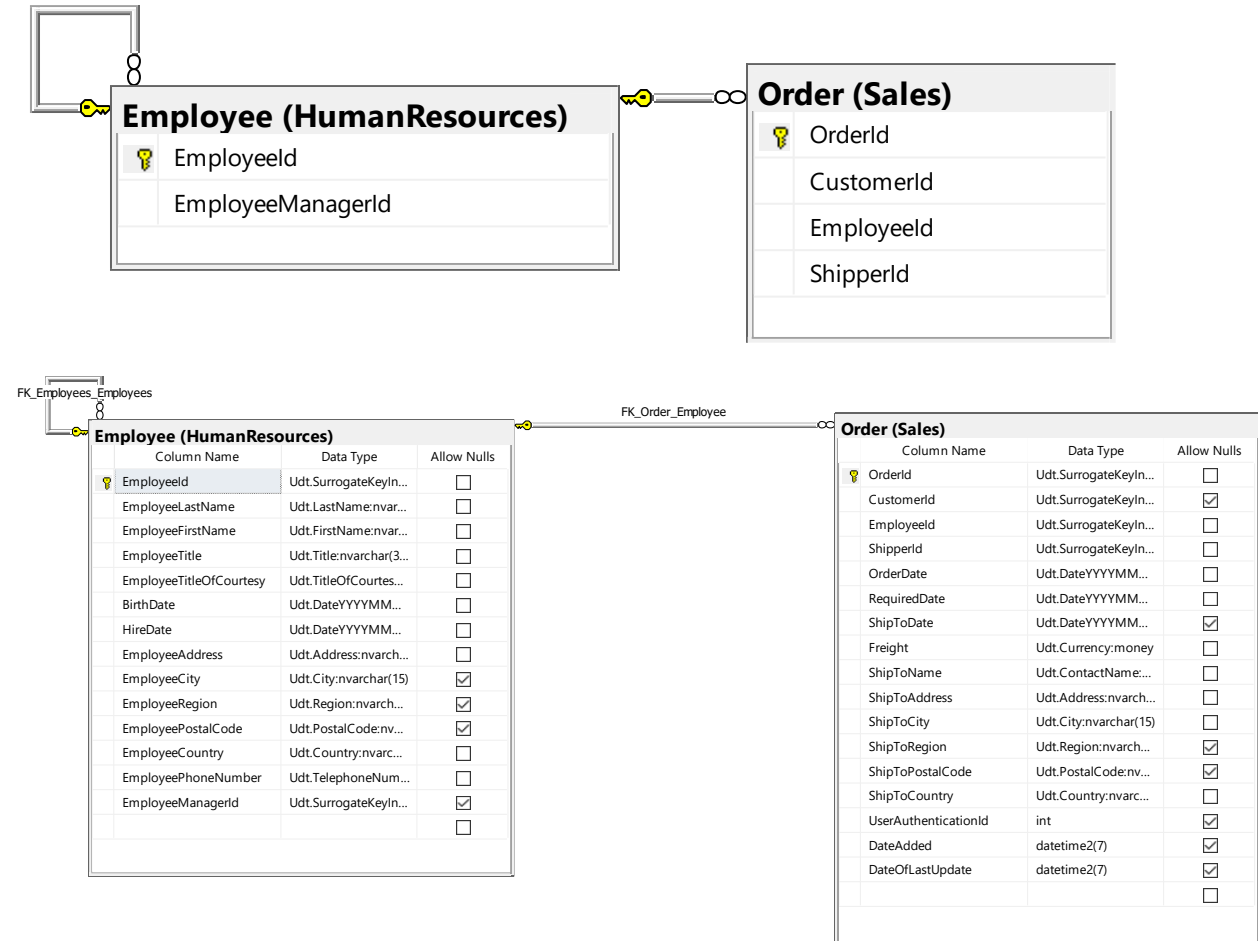 Employee (HumanResources)
EmployeeId
EmployeeManagerId
Order (Sales)
OrderId
CustomerId
EmployeeId
ShipperId
FK_Employees_Employees
FK_Order_Employee
Employee (HumanResources)
Column Name Data Type Allow Nulls
EmployeeId Udt.SurrogateKeyIn...
EmployeeLastName Udt.LastName:nvar...
EmployeeFirstName Udt.FirstName:nvar...
EmployeeTitle Udt.Title:nvarchar(3...
EmployeeTitleOfCourtesy Udt.TitleOfCourtes...
BirthDate Udt.DateYYYYMM...
HireDate Udt.DateYYYYMM...
EmployeeAddress Udt.Address:nvarch...
EmployeeCity Udt.City:nvarchar(15)
EmployeeRegion Udt.Region:nvarch...
EmployeePostalCode Udt.PostalCode:nv...
EmployeeCountry Udt.Country:nvarc...
EmployeePhoneNumber Udt.TelephoneNum...
EmployeeManagerId Udt.SurrogateKeyIn...
Order (Sales)
Column Name Data Type Allow Nulls
OrderId Udt.SurrogateKeyIn...
CustomerId Udt.SurrogateKeyIn...
EmployeeId Udt.SurrogateKeyIn...
ShipperId Udt.SurrogateKeyIn...
OrderDate Udt.DateYYYYMM...
RequiredDate Udt.DateYYYYMM...
ShipToDate Udt.DateYYYYMM...
Freight Udt.Currency:money
ShipToName Udt.ContactName:...
ShipToAddress Udt.Address:nvarch...
ShipToCity Udt.City:nvarchar(15)
ShipToRegion Udt.Region:nvarch...
ShipToPostalCode Udt.PostalCode:nv...
ShipToCountry Udt.Country:nvarc...
UserAuthenticationId int
DateAdded datetime2(7)
DateOfLastUpdate datetime2(7)